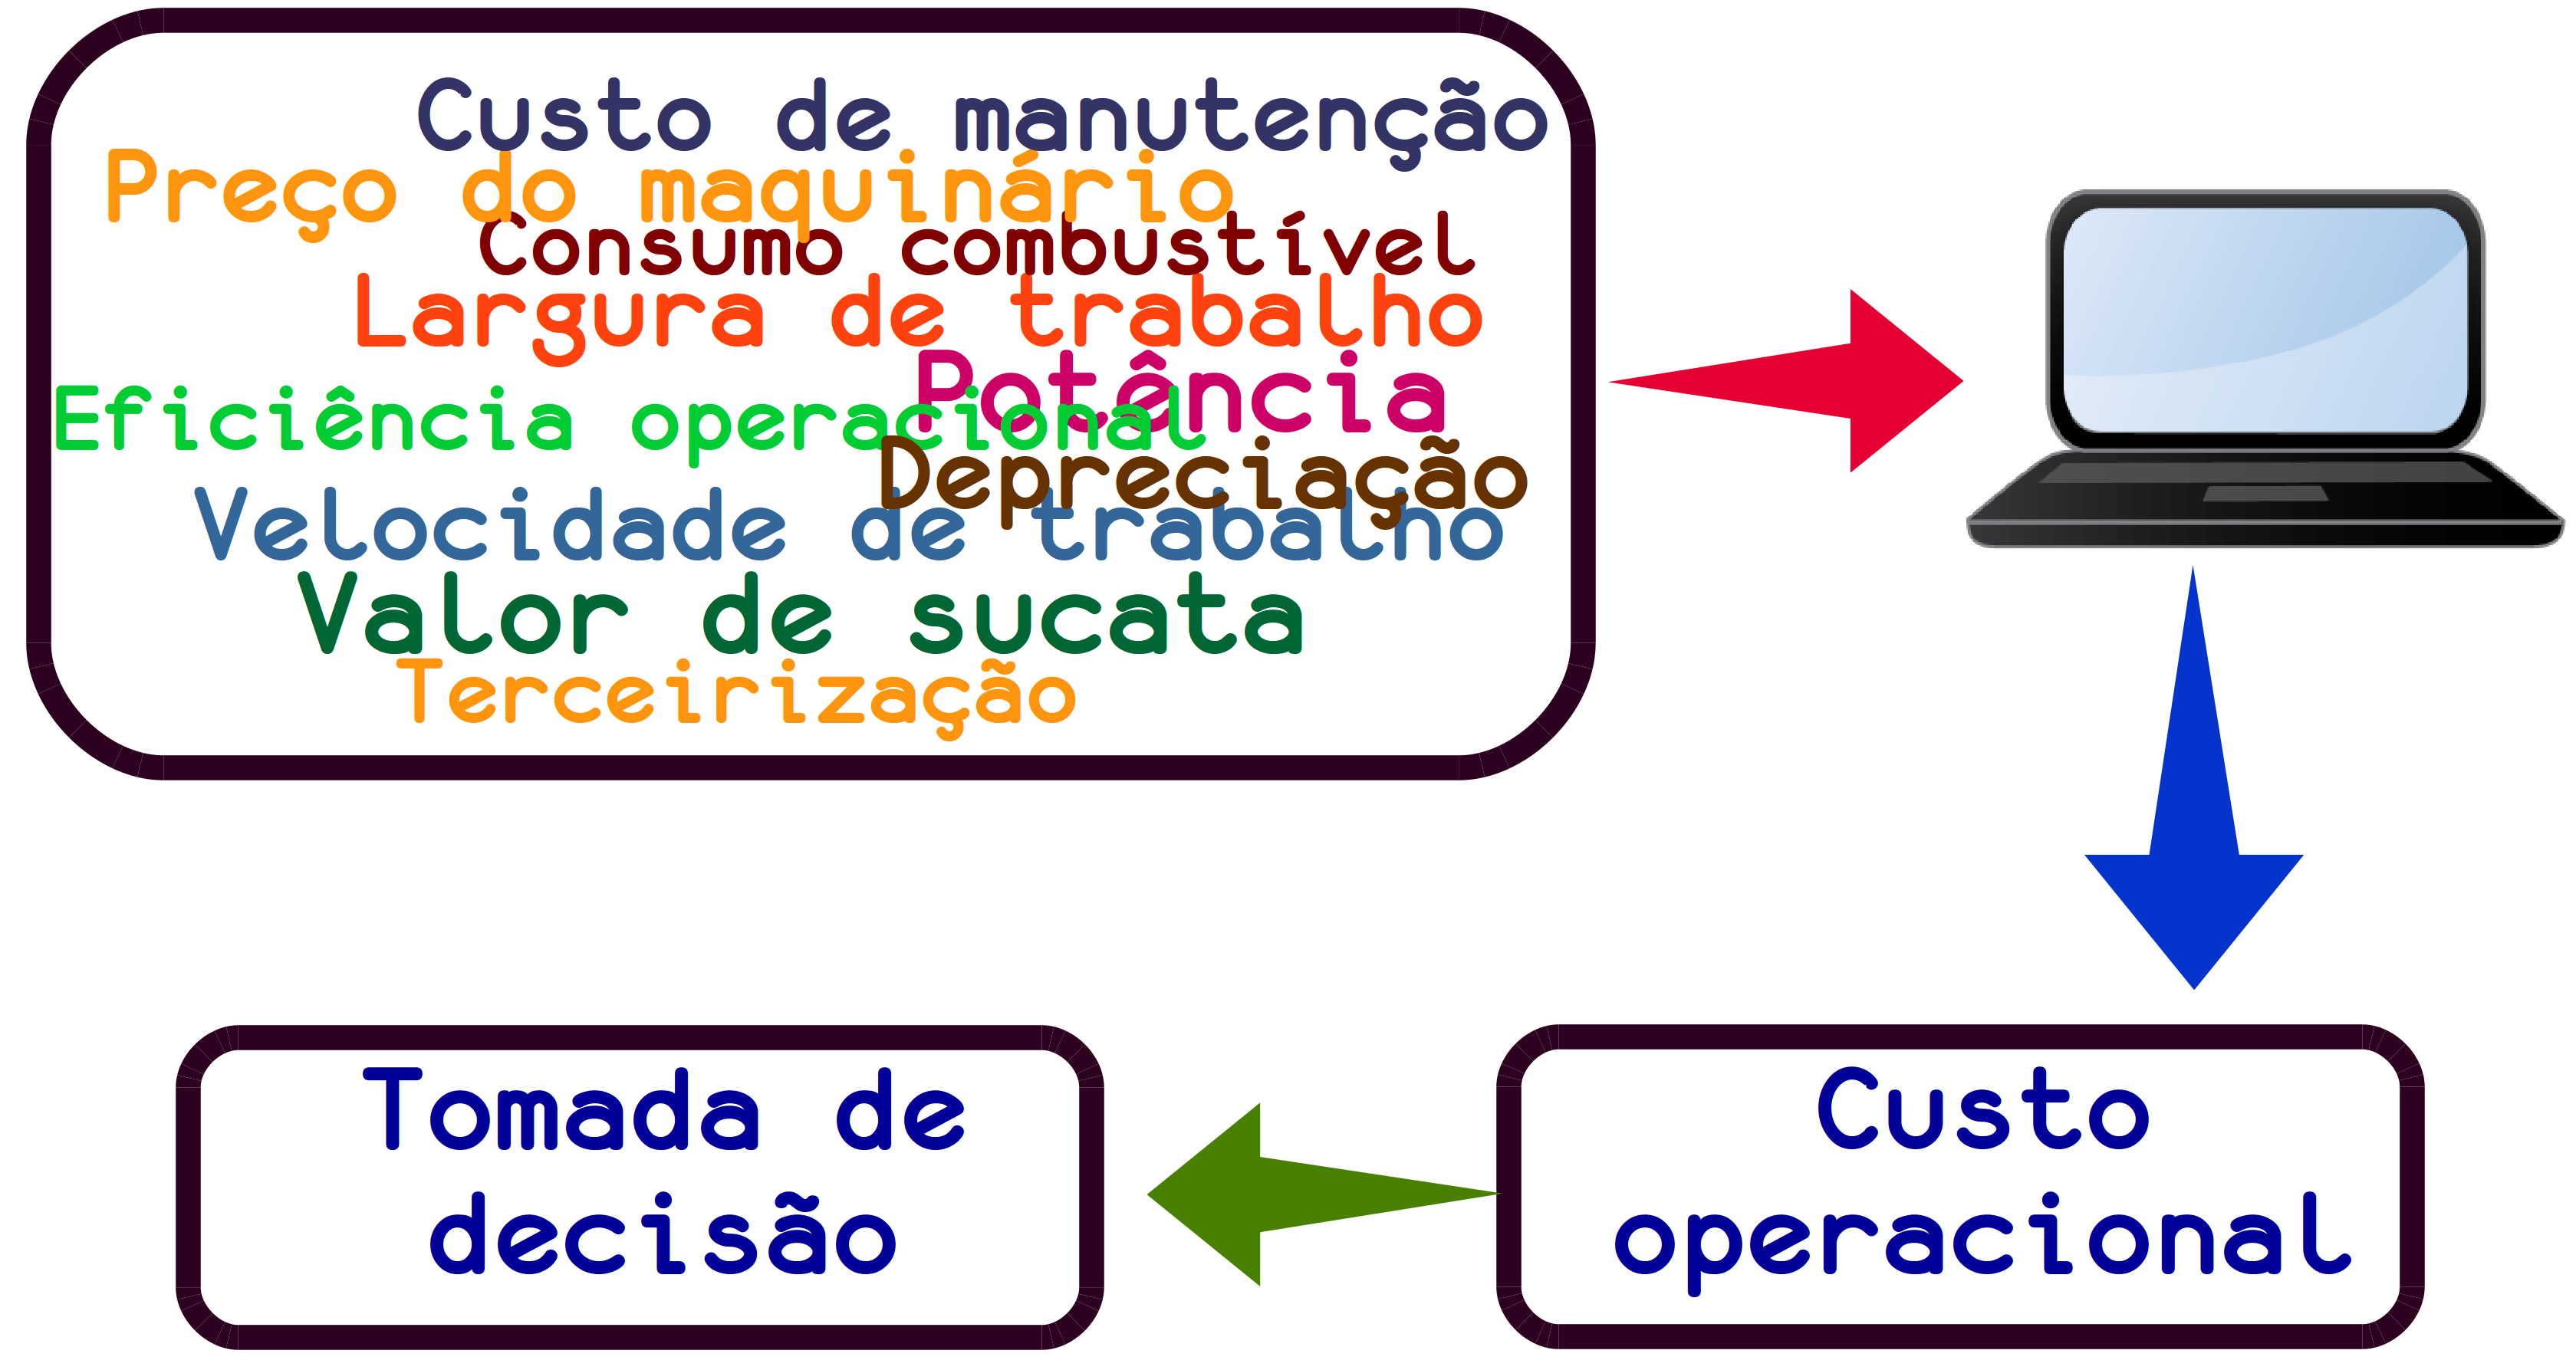 Custo de manutenção
Preço do maquinário
Consumo combustível
Largura de trabalho
Potência
Eficiência operacional
Depreciação
Velocidade de trabalho
Valor de sucata
Terceirização
Custo
operacional
Tomada de
decisão